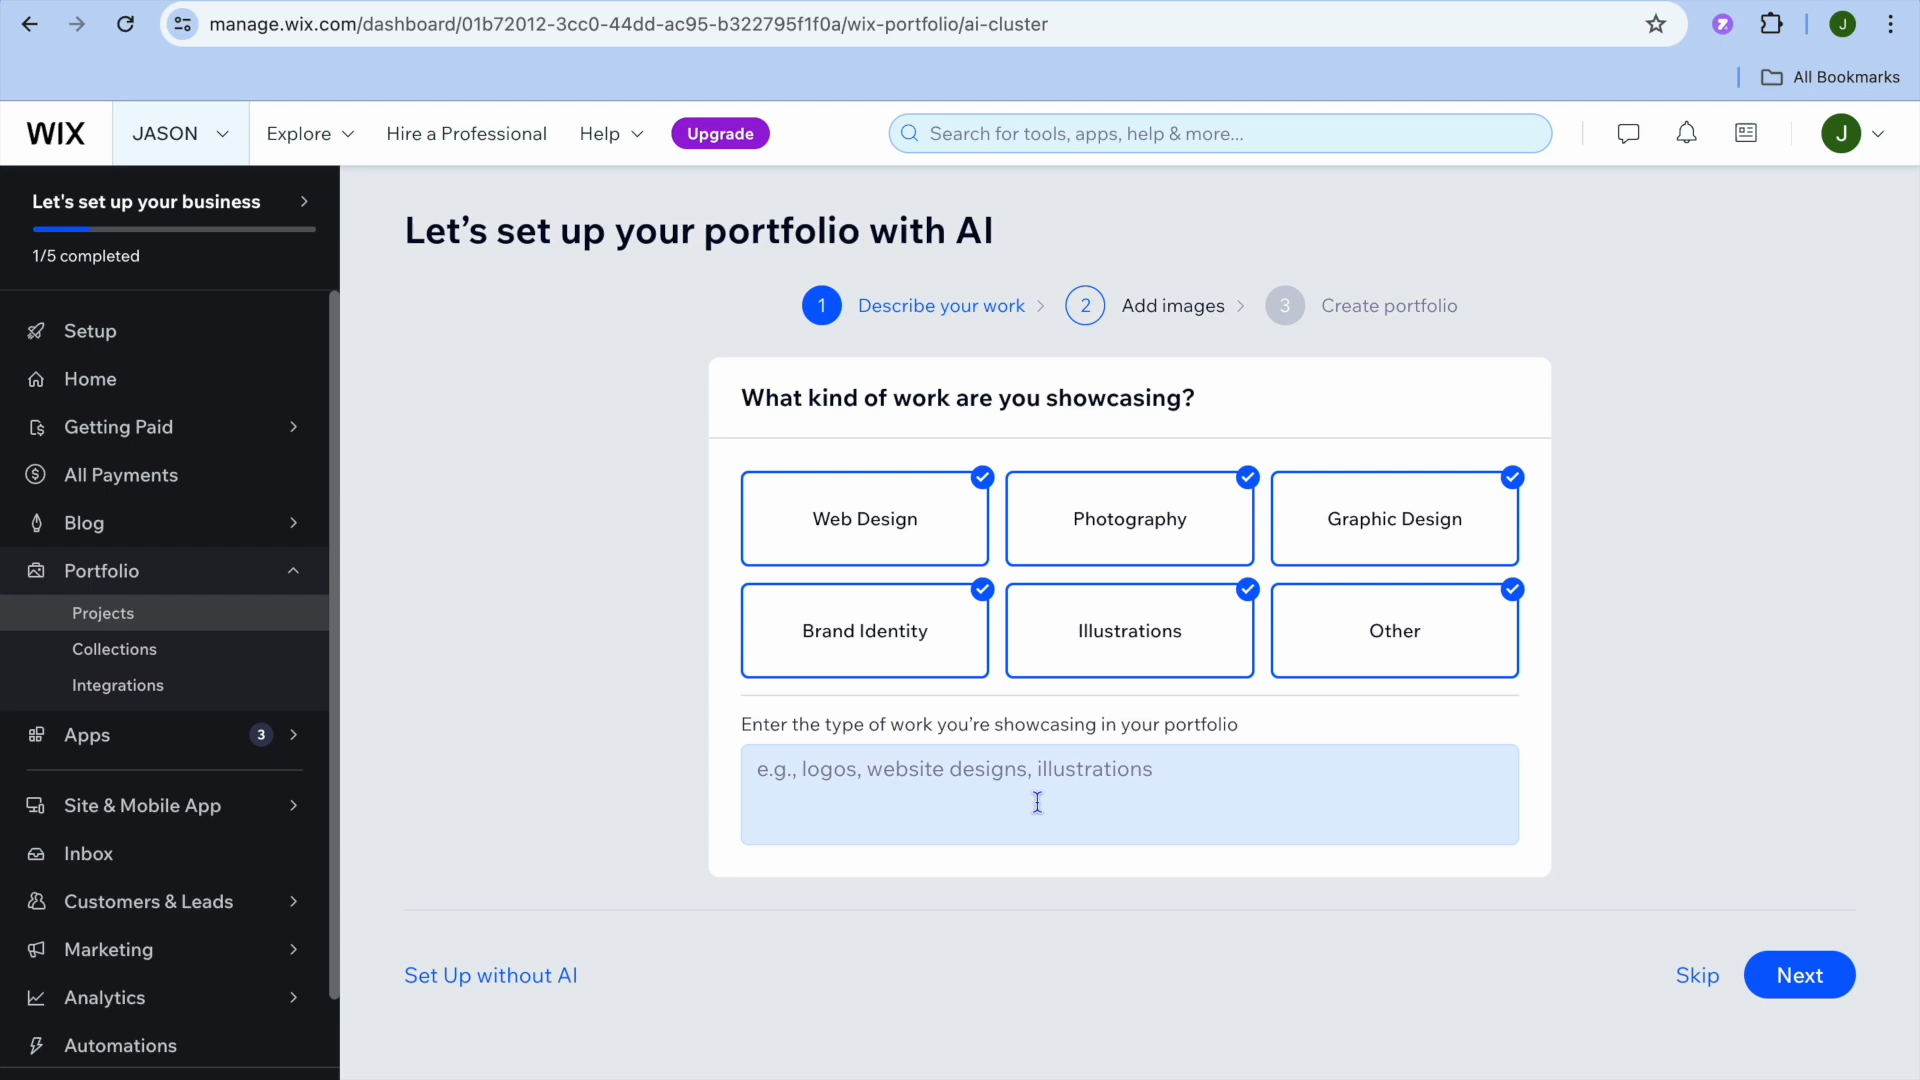 manage.wix.com/dashboard/01b72012-3cc0-44dd-ac95-b322795f1f0a/wix-portfolio/ai-cluster
J
All Bookmarks
WIX
JASON
Explore
Hire a Professional
Help
Upgrade
Search for tools, apps, help & more...
J
Let's set up your business
1/5 completed
Setup
Home
Getting Paid
All Payments
Blog
Portfolio
Projects
Collections
Integrations
Apps
3
Site & Mobile App
Inbox
Customers & Leads
Marketing
Analytics
Automations
Let’s set up your portfolio with AI
1 Describe your work
2 Add images
3 Create portfolio
What kind of work are you showcasing?
Web Design
Photography
Graphic Design
Brand Identity
Illustrations
Other
Enter the type of work you’re showcasing in your portfolio
e.g., logos, website designs, illustrations
Set Up without AI
Skip
Next